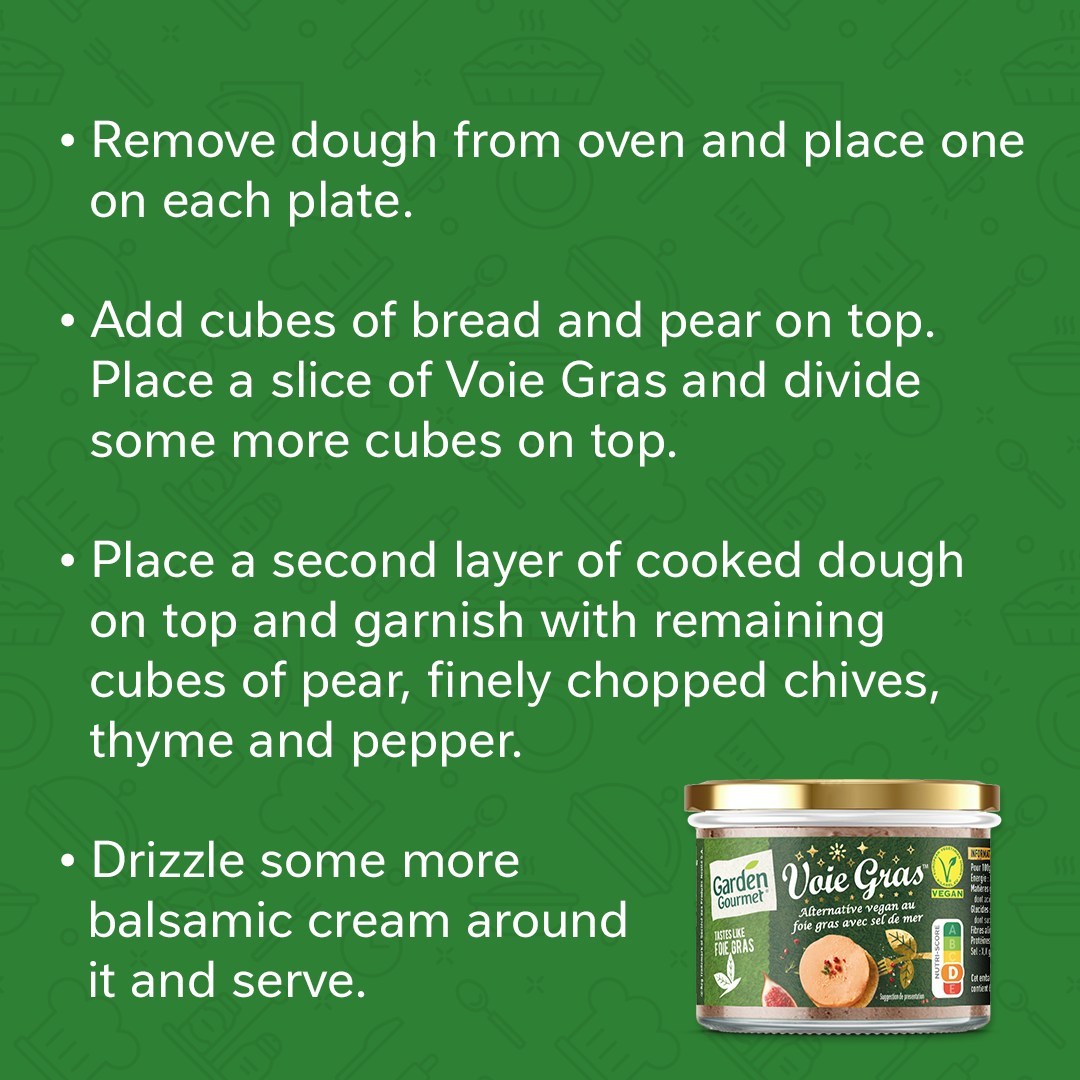 • Remove dough from oven and place one
on each plate.
• Add cubes of bread and pear on top.
Place a slice of Voie Gras and divide
some more cubes on top.
• Place a second layer of cooked dough
on top and garnish with remaining
cubes of pear, finely chopped chives,
thyme and pepper.
• Drizzle some more
balsamic cream around
it and serve.
Garden
Gourmet®
Voie Gras™
Alternative vegan au
foie gras avec sel de mer
TASTES LIKE
FOIE GRAS
VEGAN
NUTRI-SCORE
A
B
C
D
E
Suggestion de présentation